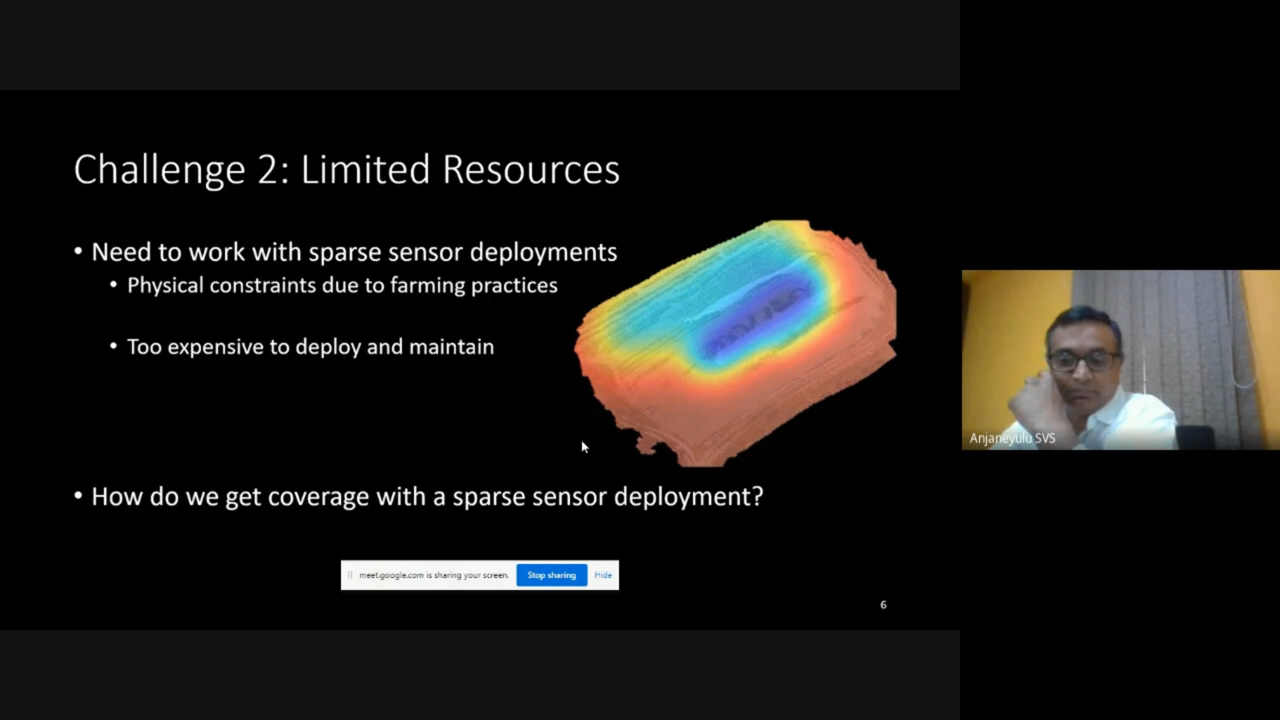 Challenge 2: Limited Resources
• Need to work with sparse sensor deployments
• Physical constraints due to farming practices
• Too expensive to deploy and maintain
• How do we get coverage with a sparse sensor deployment?
meet.google.com is sharing your screen. Stop sharing Hide
6
Anjaneyulu SVS